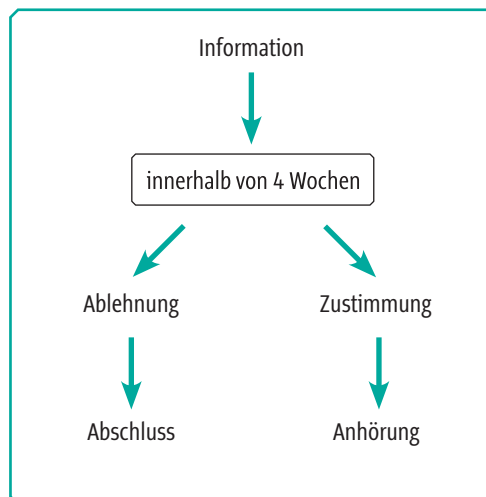 Information
innerhalb von 4 Wochen
Ablehnung Zustimmung
Abschluss Anhörung